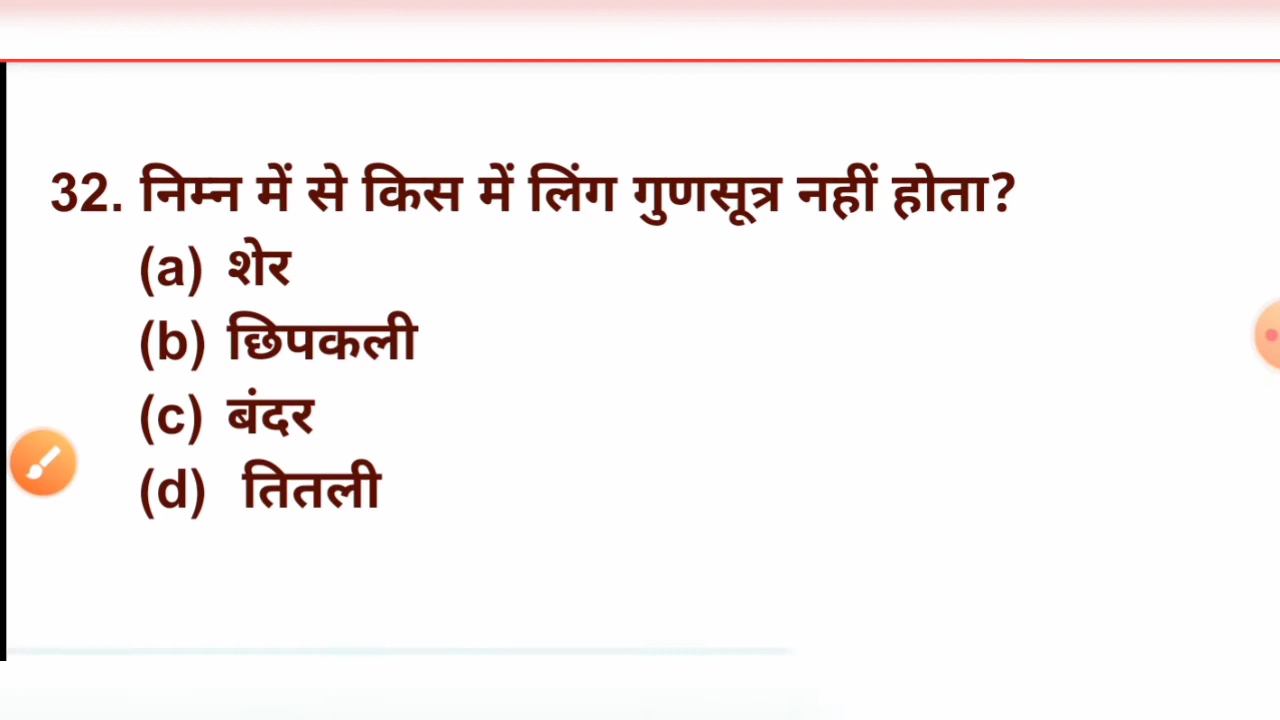 32. निम्न में से किस में लिंग गुणसूत्र नहीं होता?
(a) शेर
(b) छिपकली
(c) बंदर
(d) तितली